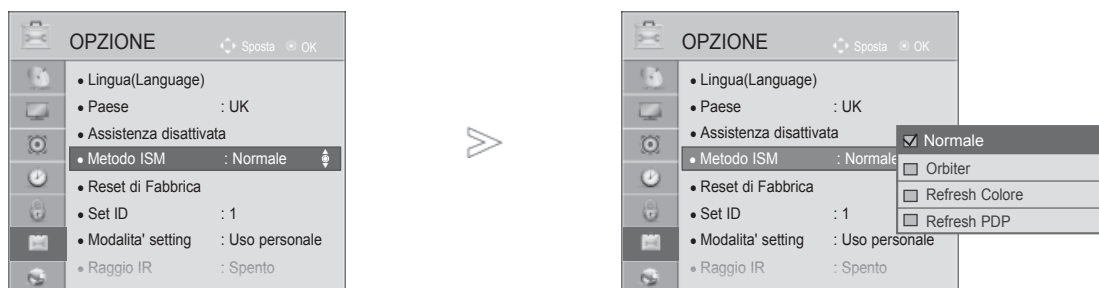 OPZIONE Sposta OK
• Lingua(Language)
• Paese : UK
• Assistenza disattivata
• Metodo ISM : Normale
• Reset di Fabbrica
• Set ID : 1
• Modalita' setting : Uso personale
• Raggio IR : Spento
OPZIONE Sposta OK
• Lingua(Language)
• Paese : UK
• Assistenza disattivata
• Metodo ISM : Normale
• Reset di Fabbrica
• Set ID : 1
• Modalita' setting : Uso personale
• Raggio IR : Spento
Normale
Orbiter
Refresh Colore
Refresh PDP